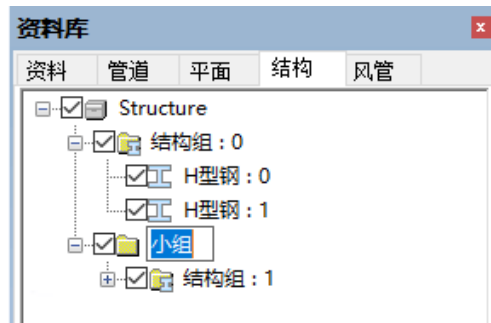 资料库
资料 管道 平面 结构 风管
Structure
结构组 : 0
H型钢 : 0
H型钢 : 1
小组
结构组 : 1